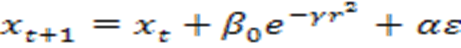 x_{t+1} = x_t + β_0 e^{-γr^2} + αε